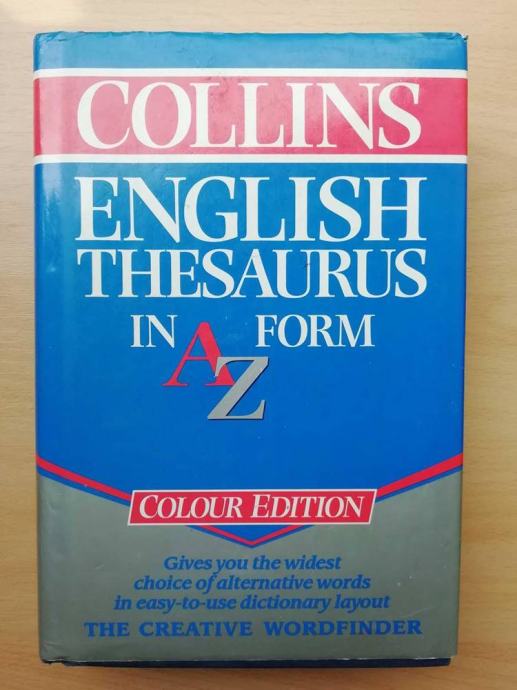 COLLINS
ENGLISH
THESAURUS
IN AZ FORM
COLOUR EDITION
Gives you the widest
choice of alternative words
in easy-to-use dictionary layout
THE CREATIVE WORDFINDER